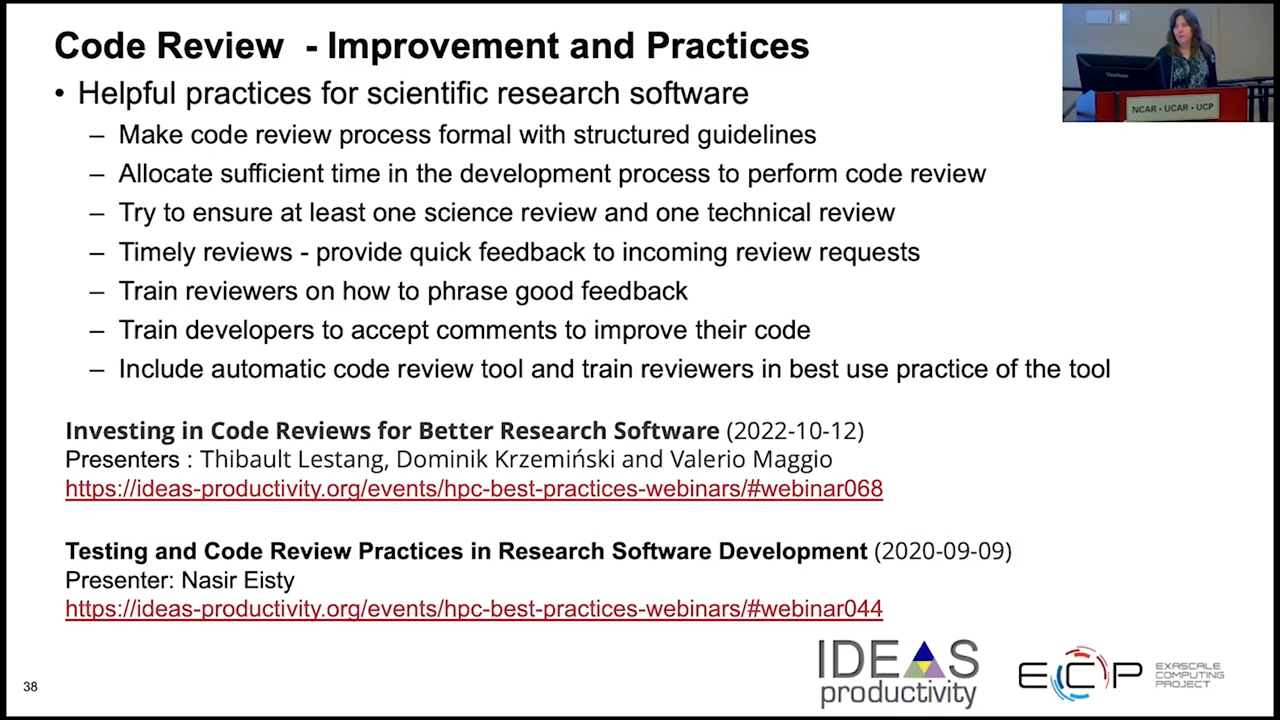 Code Review - Improvement and Practices
• Helpful practices for scientific research software
– Make code review process formal with structured guidelines
– Allocate sufficient time in the development process to perform code review
– Try to ensure at least one science review and one technical review
– Timely reviews - provide quick feedback to incoming review requests
– Train reviewers on how to phrase good feedback
– Train developers to accept comments to improve their code
– Include automatic code review tool and train reviewers in best use practice of the tool
Investing in Code Reviews for Better Research Software (2022-10-12)
Presenters : Thibault Lestang, Dominik Krzemiński and Valerio Maggio
https://ideas-productivity.org/events/hpc-best-practices-webinars/#webinar068
Testing and Code Review Practices in Research Software Development (2020-09-09)
Presenter: Nasir Eisty
https://ideas-productivity.org/events/hpc-best-practices-webinars/#webinar044
38
IDEAS
productivity
ECP
EXASCALE
COMPUTING
PROJECT
ViewSonic
NCAR • UCAR • UCP